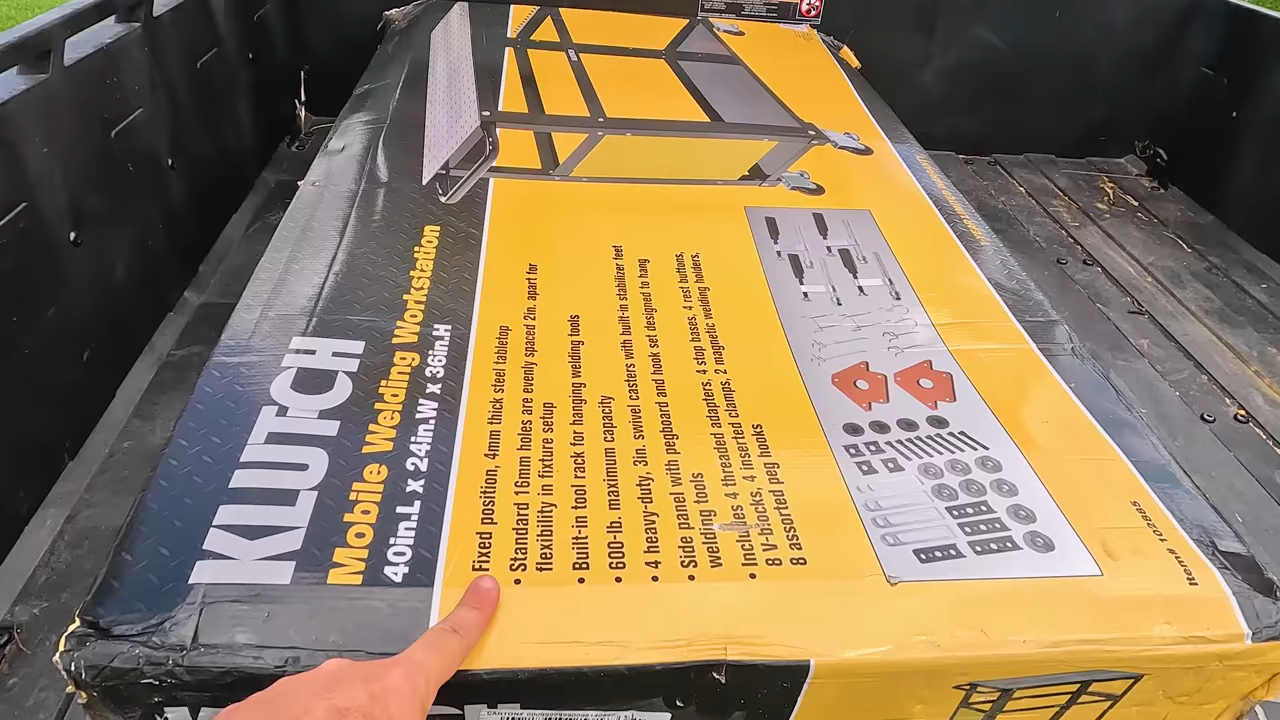 KLUTCH
Mobile Welding Workstation
40in.L x 24in.W x 36in.H
Fixed position, 4mm thick steel tabletop
• Standard 16mm holes are evenly spaced 2in. apart for
flexibility in fixture setup
• Built-in tool rack for hanging welding tools
• 600-lb. maximum capacity
• 4 heavy-duty, 3in. swivel casters with built-in stabilizer feet
• Side panel with pegboard and hook set designed to hang
welding tools
• Includes 4 threaded adapters, 4 stop bases, 4 rest buttons,
8 V-blocks, 4 inserted clamps, 2 magnetic welding holders,
8 assorted peg hooks
Item# 102885